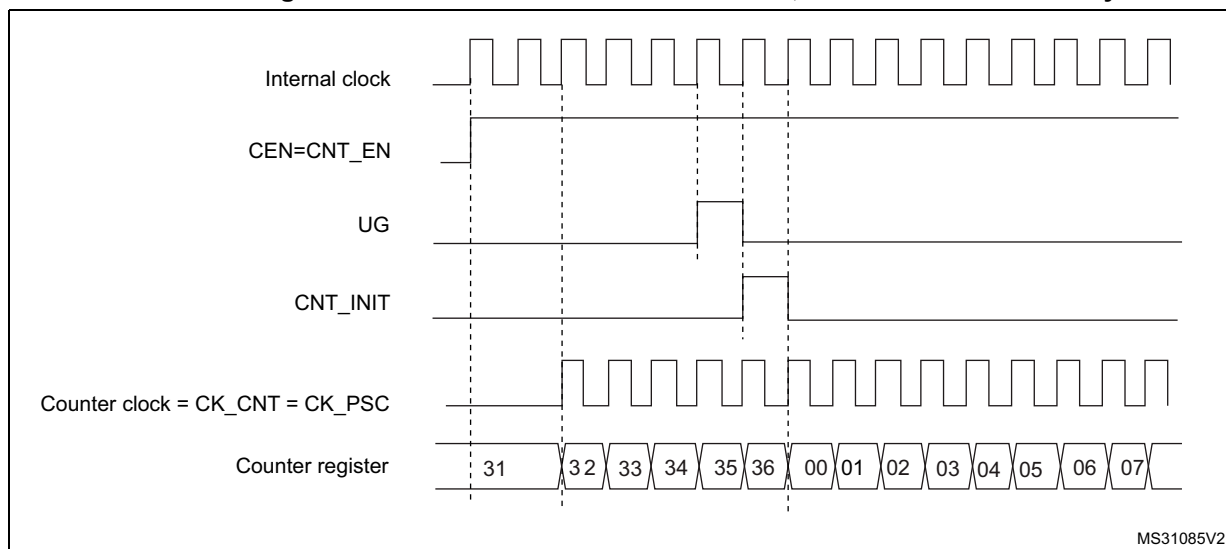 Internal clock
CEN=CNT_EN
UG
CNT_INIT
Counter clock = CK_CNT = CK_PSC
Counter register 31 32 33 34 35 36 00 01 02 03 04 05 06 07
MS31085V2